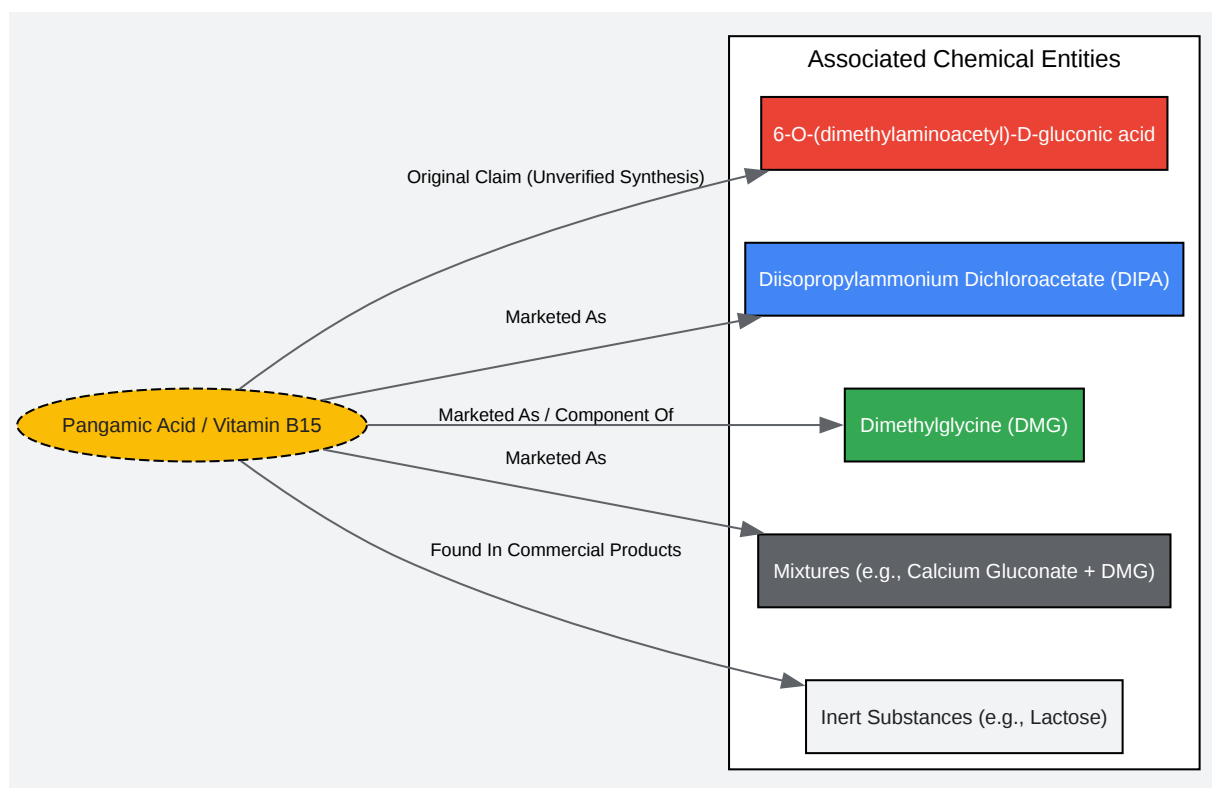 Associated Chemical Entities
6-O-(dimethylaminoacetyl)-D-gluconic acid
Original Claim (Unverified Synthesis)
Diisopropylammonium Dichloroacetate (DIPA)
Marketed As
Pangamic Acid / Vitamin B15
Marketed As / Component Of
Dimethylglycine (DMG)
Marketed As
Found In Commercial Products
Mixtures (e.g., Calcium Gluconate + DMG)
Inert Substances (e.g., Lactose)